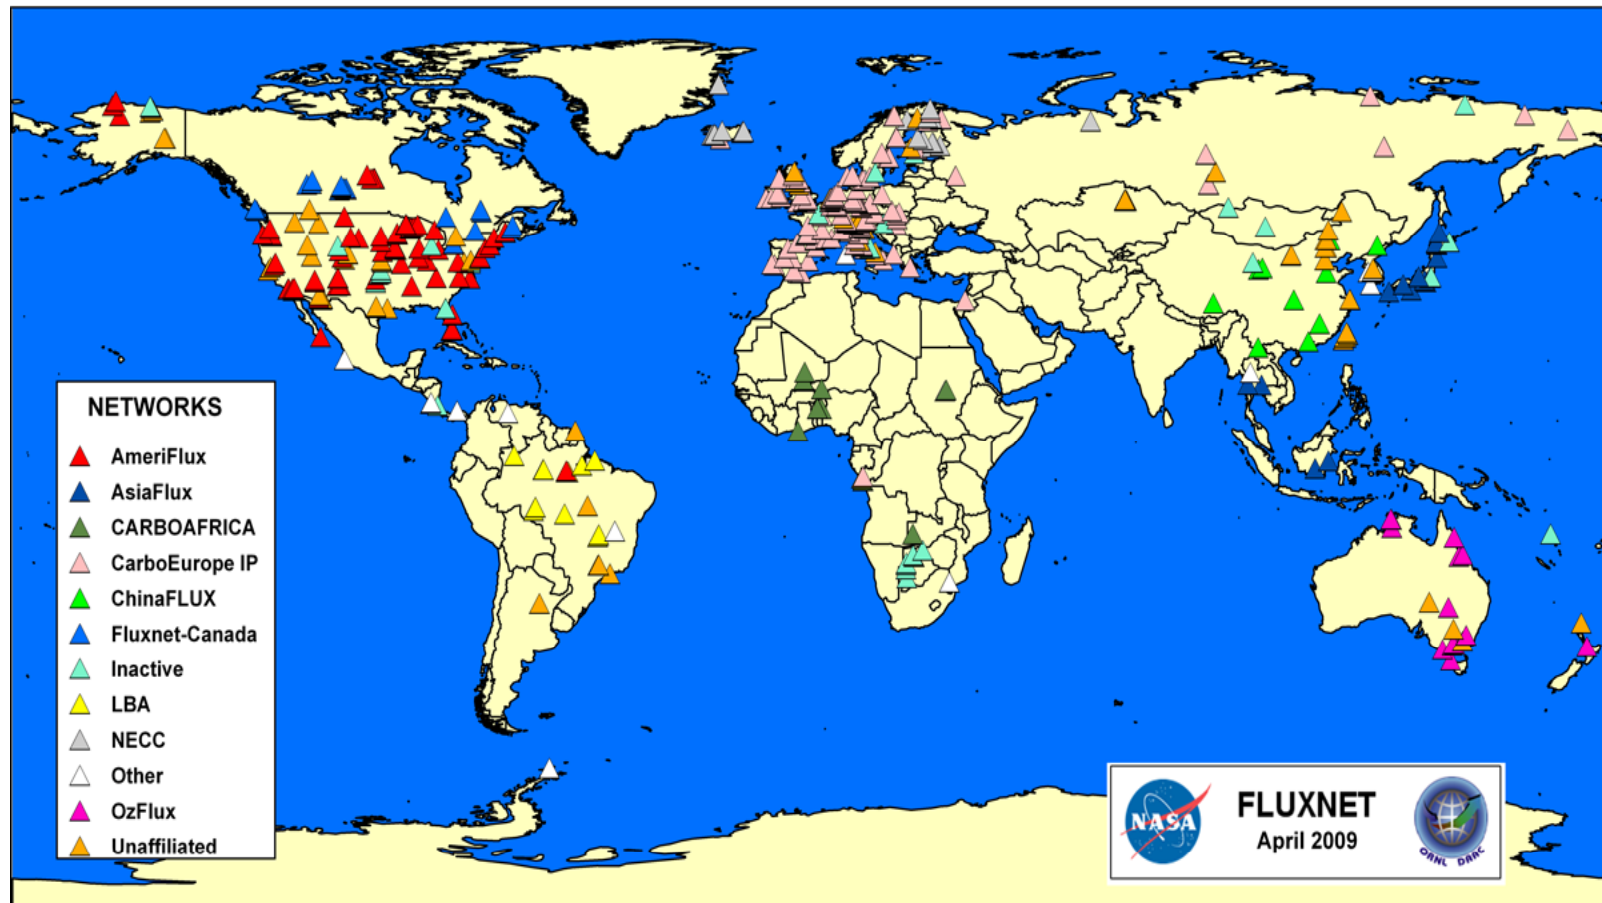 NETWORKS
AmeriFlux
AsiaFlux
CARBOAFRICA
CarboEurope IP
ChinaFLUX
Fluxnet-Canada
Inactive
LBA
NECC
Other
OzFlux
Unaffiliated
NASA
FLUXNET
April 2009
ORNL DAAC